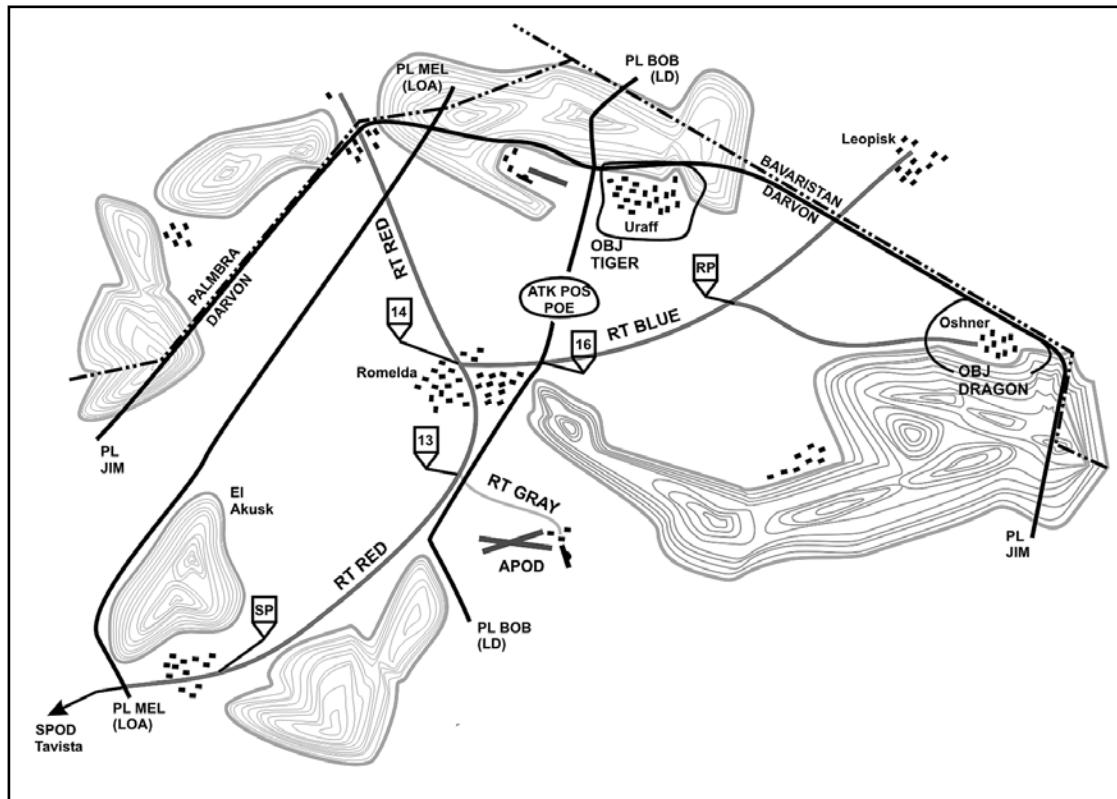 PL BOB
(LD)
PL MEL
(LOA)
Leopisk
BAVARISTAN
DARVON
Uraff
OBJ
TIGER
PALMBRA
DARVON
RT RED
RP
ATK POS
POE
14
RT BLUE
16
Oshner
OBJ
DRAGON
Romelda
PL
JIM
13
RT GRAY
El
Akusk
APOD
PL
JIM
RT RED
SP
PL BOB
(LD)
PL MEL
(LOA)
SPOD
Tavista